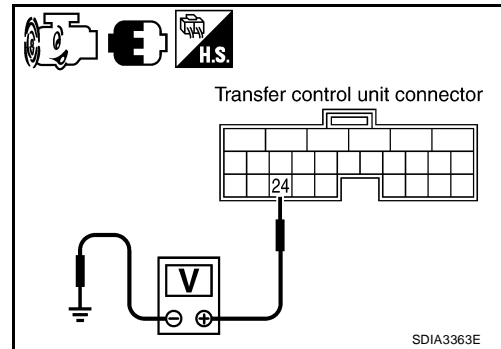 H.S.
Transfer control unit connector
24
V
SDIA3363E